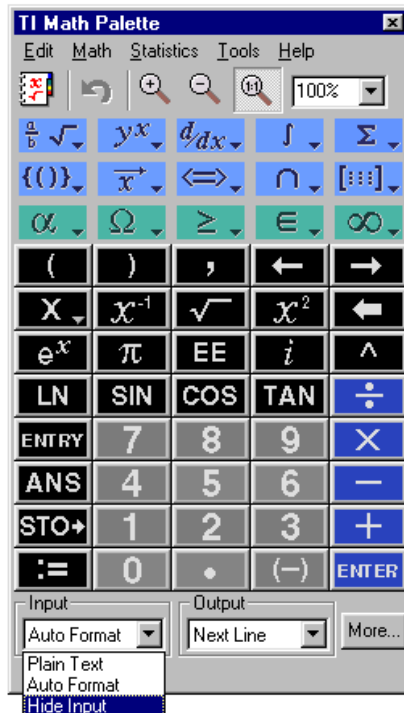 TI Math Palette
Edit Math Statistics Tools Help
100%
a/b √ yˣ d/dx ∫ Σ
{()} x ⇔ ∩ [⁝⁝⁝]
α Ω ≥ ∈ ∞
( ) , ← →
X x⁻¹ √ x² ←
eˣ π EE i ^
LN SIN COS TAN ÷
ENTRY 7 8 9 ×
ANS 4 5 6 −
STO→ 1 2 3 +
:= 0 . (−) ENTER
Input Output
Auto Format Next Line More...
Plain Text
Auto Format
Hide Input